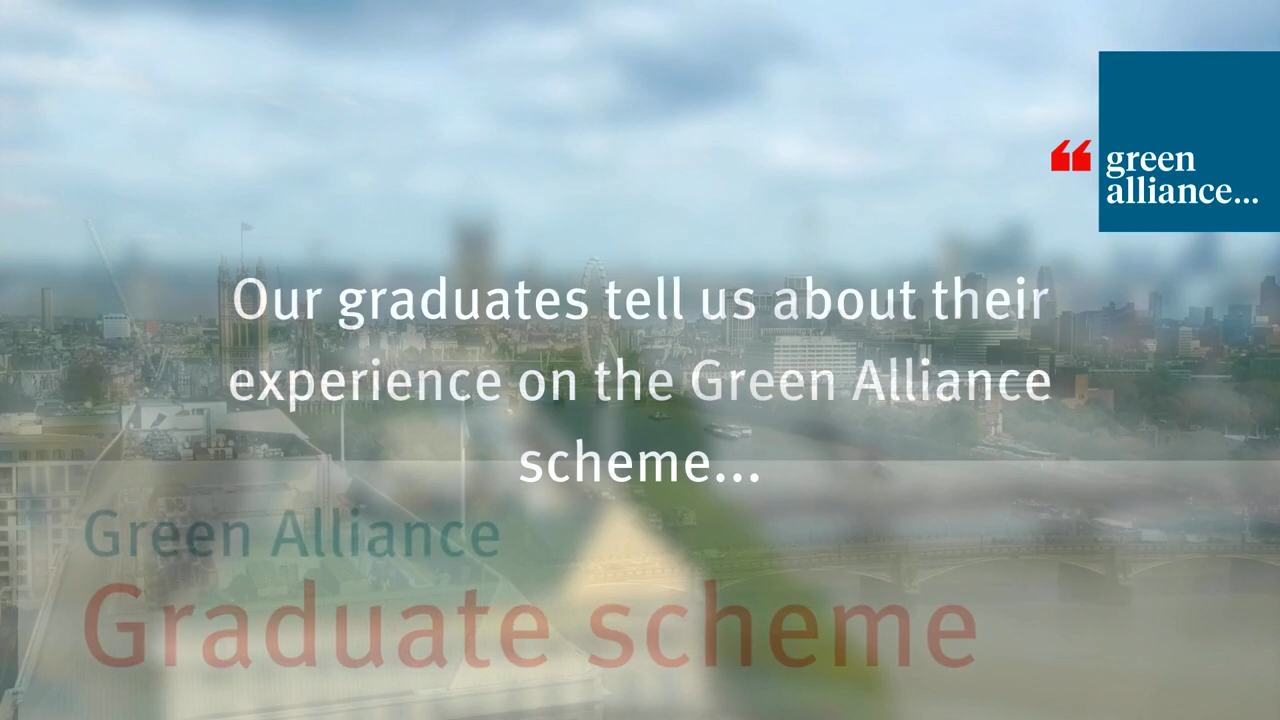 “ green
alliance...
Our graduates tell us about their
experience on the Green Alliance
scheme...
Green Alliance
Graduate scheme